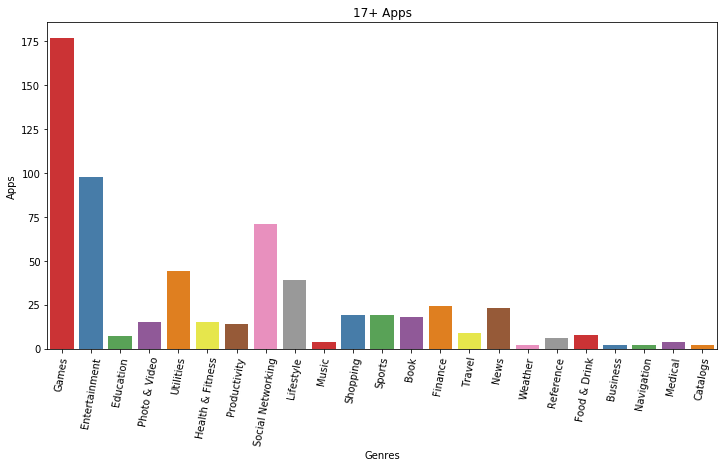 17+ Apps
Apps
175
150
125
100
75
50
25
0
Games
Entertainment
Education
Photo & Video
Utilities
Health & Fitness
Productivity
Social Networking
Lifestyle
Music
Shopping
Sports
Book
Finance
Travel
News
Weather
Reference
Food & Drink
Business
Navigation
Medical
Catalogs
Genres